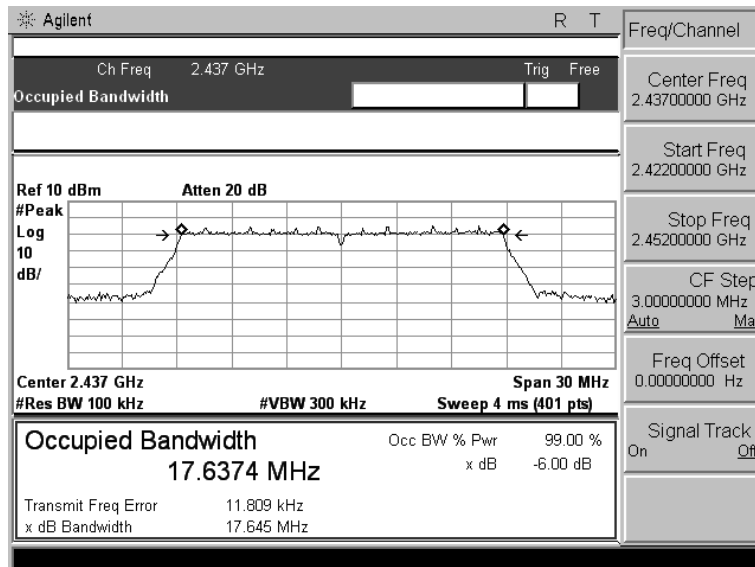 Agilent R T
Ch Freq 2.437 GHz Trig Free
Occupied Bandwidth
Ref 10 dBm Atten 20 dB
#Peak
Log
10
dB/
Center 2.437 GHz Span 30 MHz
#Res BW 100 kHz #VBW 300 kHz Sweep 4 ms (401 pts)
Occupied Bandwidth Occ BW % Pwr 99.00 %
17.6374 MHz x dB -6.00 dB
Transmit Freq Error 11.809 kHz
x dB Bandwidth 17.645 MHz
Freq/Channel
Center Freq
2.43700000 GHz
Start Freq
2.42200000 GHz
Stop Freq
2.45200000 GHz
CF Step
3.00000000 MHz
Auto Ma
Freq Offset
0.00000000 Hz
Signal Track
On Off